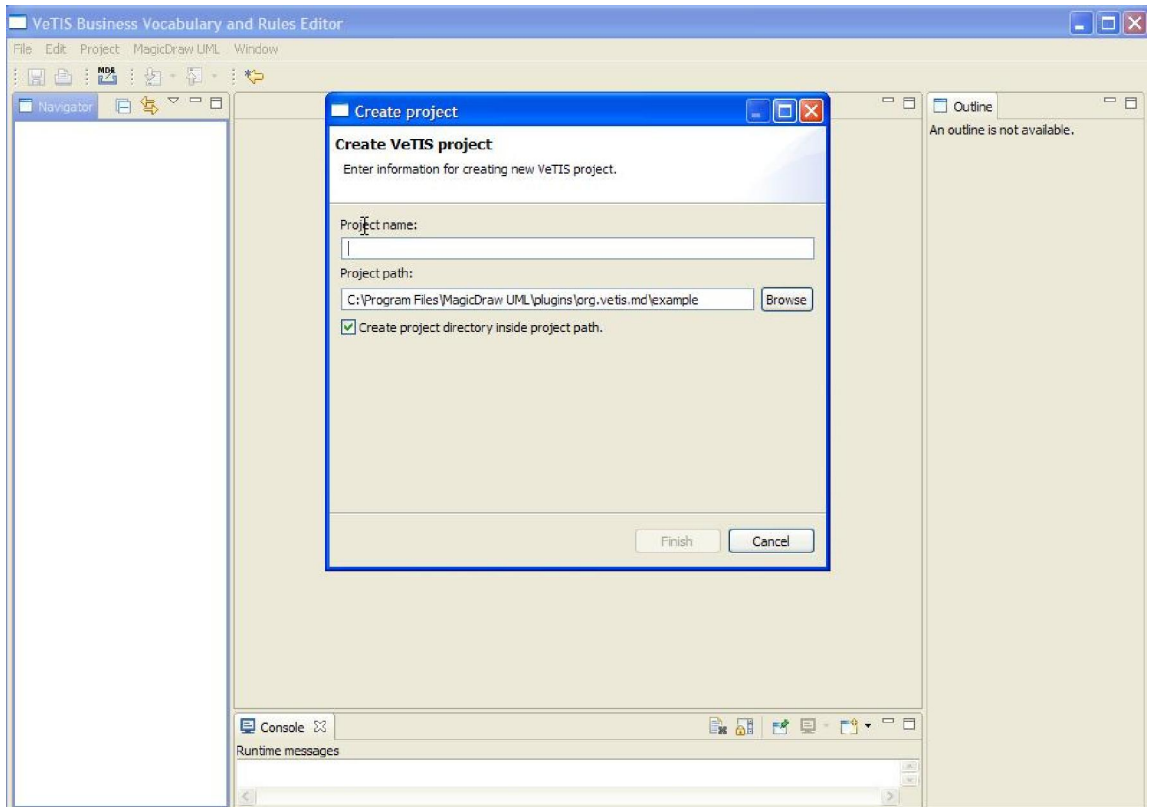 VeTIS Business Vocabulary and Rules Editor
File Edit Project MagicDraw UML Window
MDR
Navigator
Create project
Outline
An outline is not available.
Create VeTIS project
Enter information for creating new VeTIS project.
Project name:
Project path:
C:\Program Files\MagicDraw UML\plugins\org.vetis.md\example Browse
Create project directory inside project path.
Finish Cancel
Console
Runtime messages